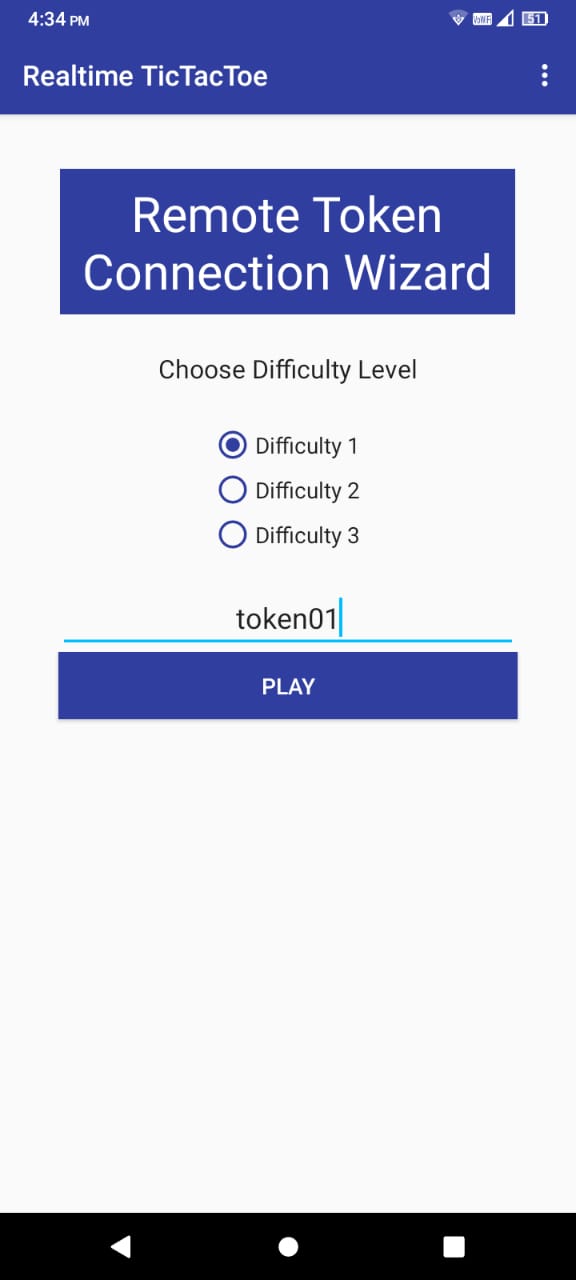 4:34 PM
VoWiFi 51
Realtime TicTacToe
Remote Token
Connection Wizard
Choose Difficulty Level
Difficulty 1
Difficulty 2
Difficulty 3
token01
PLAY